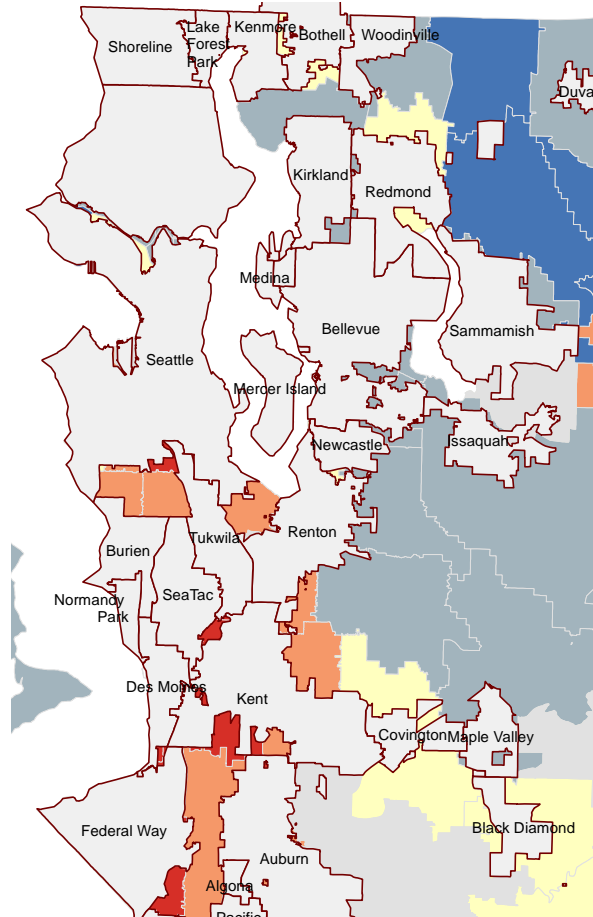 Shoreline
Lake
Forest
Park
Kenmore
Bothell
Woodinville
Duva
Kirkland
Redmond
Medina
Bellevue
Sammamish
Seattle
Mercer Island
Newcastle
Issaquah
Renton
Tukwila
Burien
SeaTac
Normandy
Park
Des Moines
Kent
Covington
Maple Valley
Federal Way
Black Diamond
Auburn
Algona
Pacific